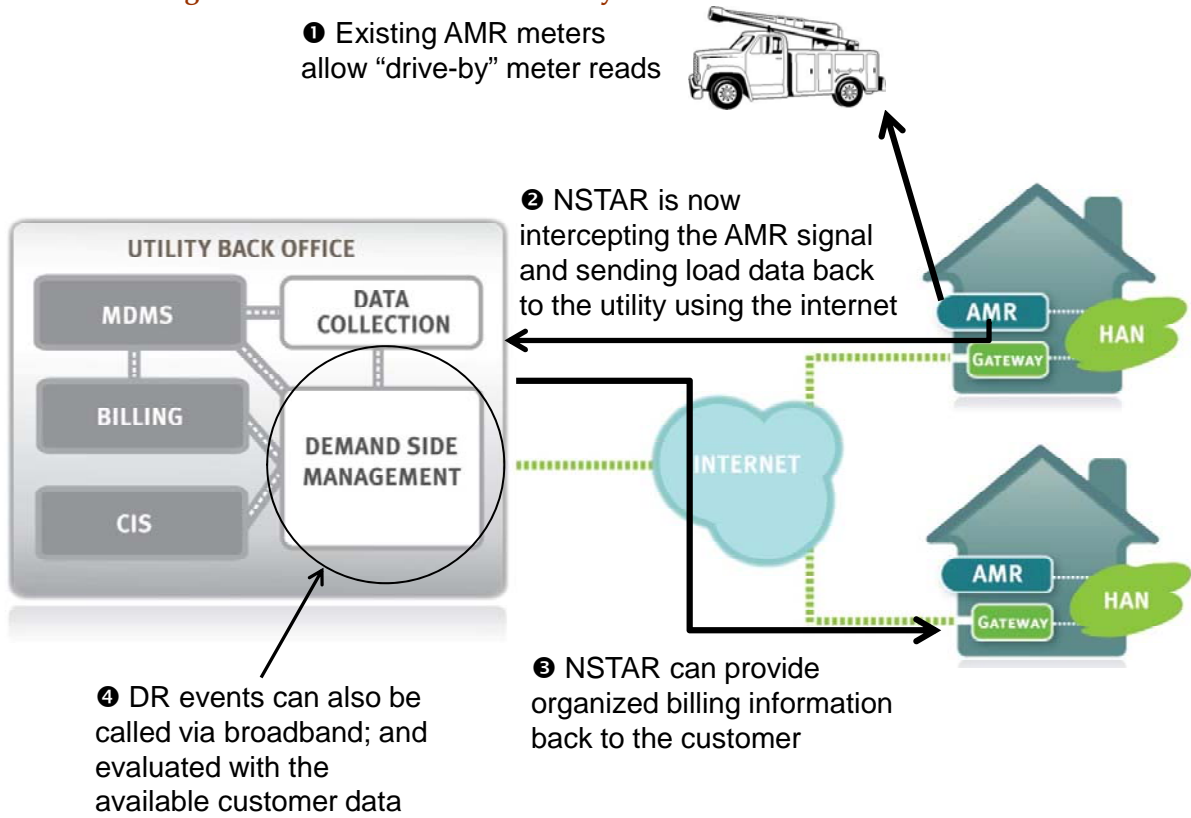 ❶ Existing AMR meters
allow “drive-by” meter reads
❷ NSTAR is now
intercepting the AMR signal
and sending load data back
to the utility using the internet
UTILITY BACK OFFICE
MDMS
DATA
COLLECTION
BILLING
DEMAND SIDE
MANAGEMENT
CIS
INTERNET
AMR
GATEWAY
HAN
AMR
GATEWAY
HAN
❸ NSTAR can provide
organized billing information
back to the customer
❹ DR events can also be
called via broadband; and
evaluated with the
available customer data